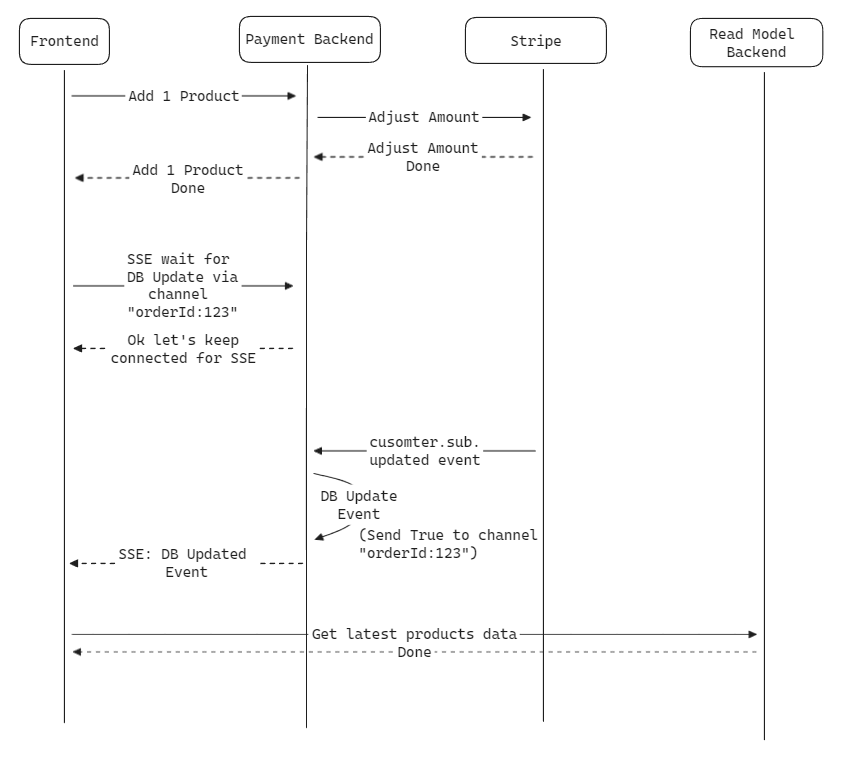 Frontend
Payment Backend
Stripe
Read Model
Backend
Add 1 Product
Adjust Amount
Adjust Amount
Done
Add 1 Product
Done
SSE wait for
DB Update via
channel
"orderId:123"
Ok let's keep
connected for SSE
cusomter.sub.
updated event
DB Update
Event
(Send True to channel
"orderId:123")
SSE: DB Updated
Event
Get latest products data
Done